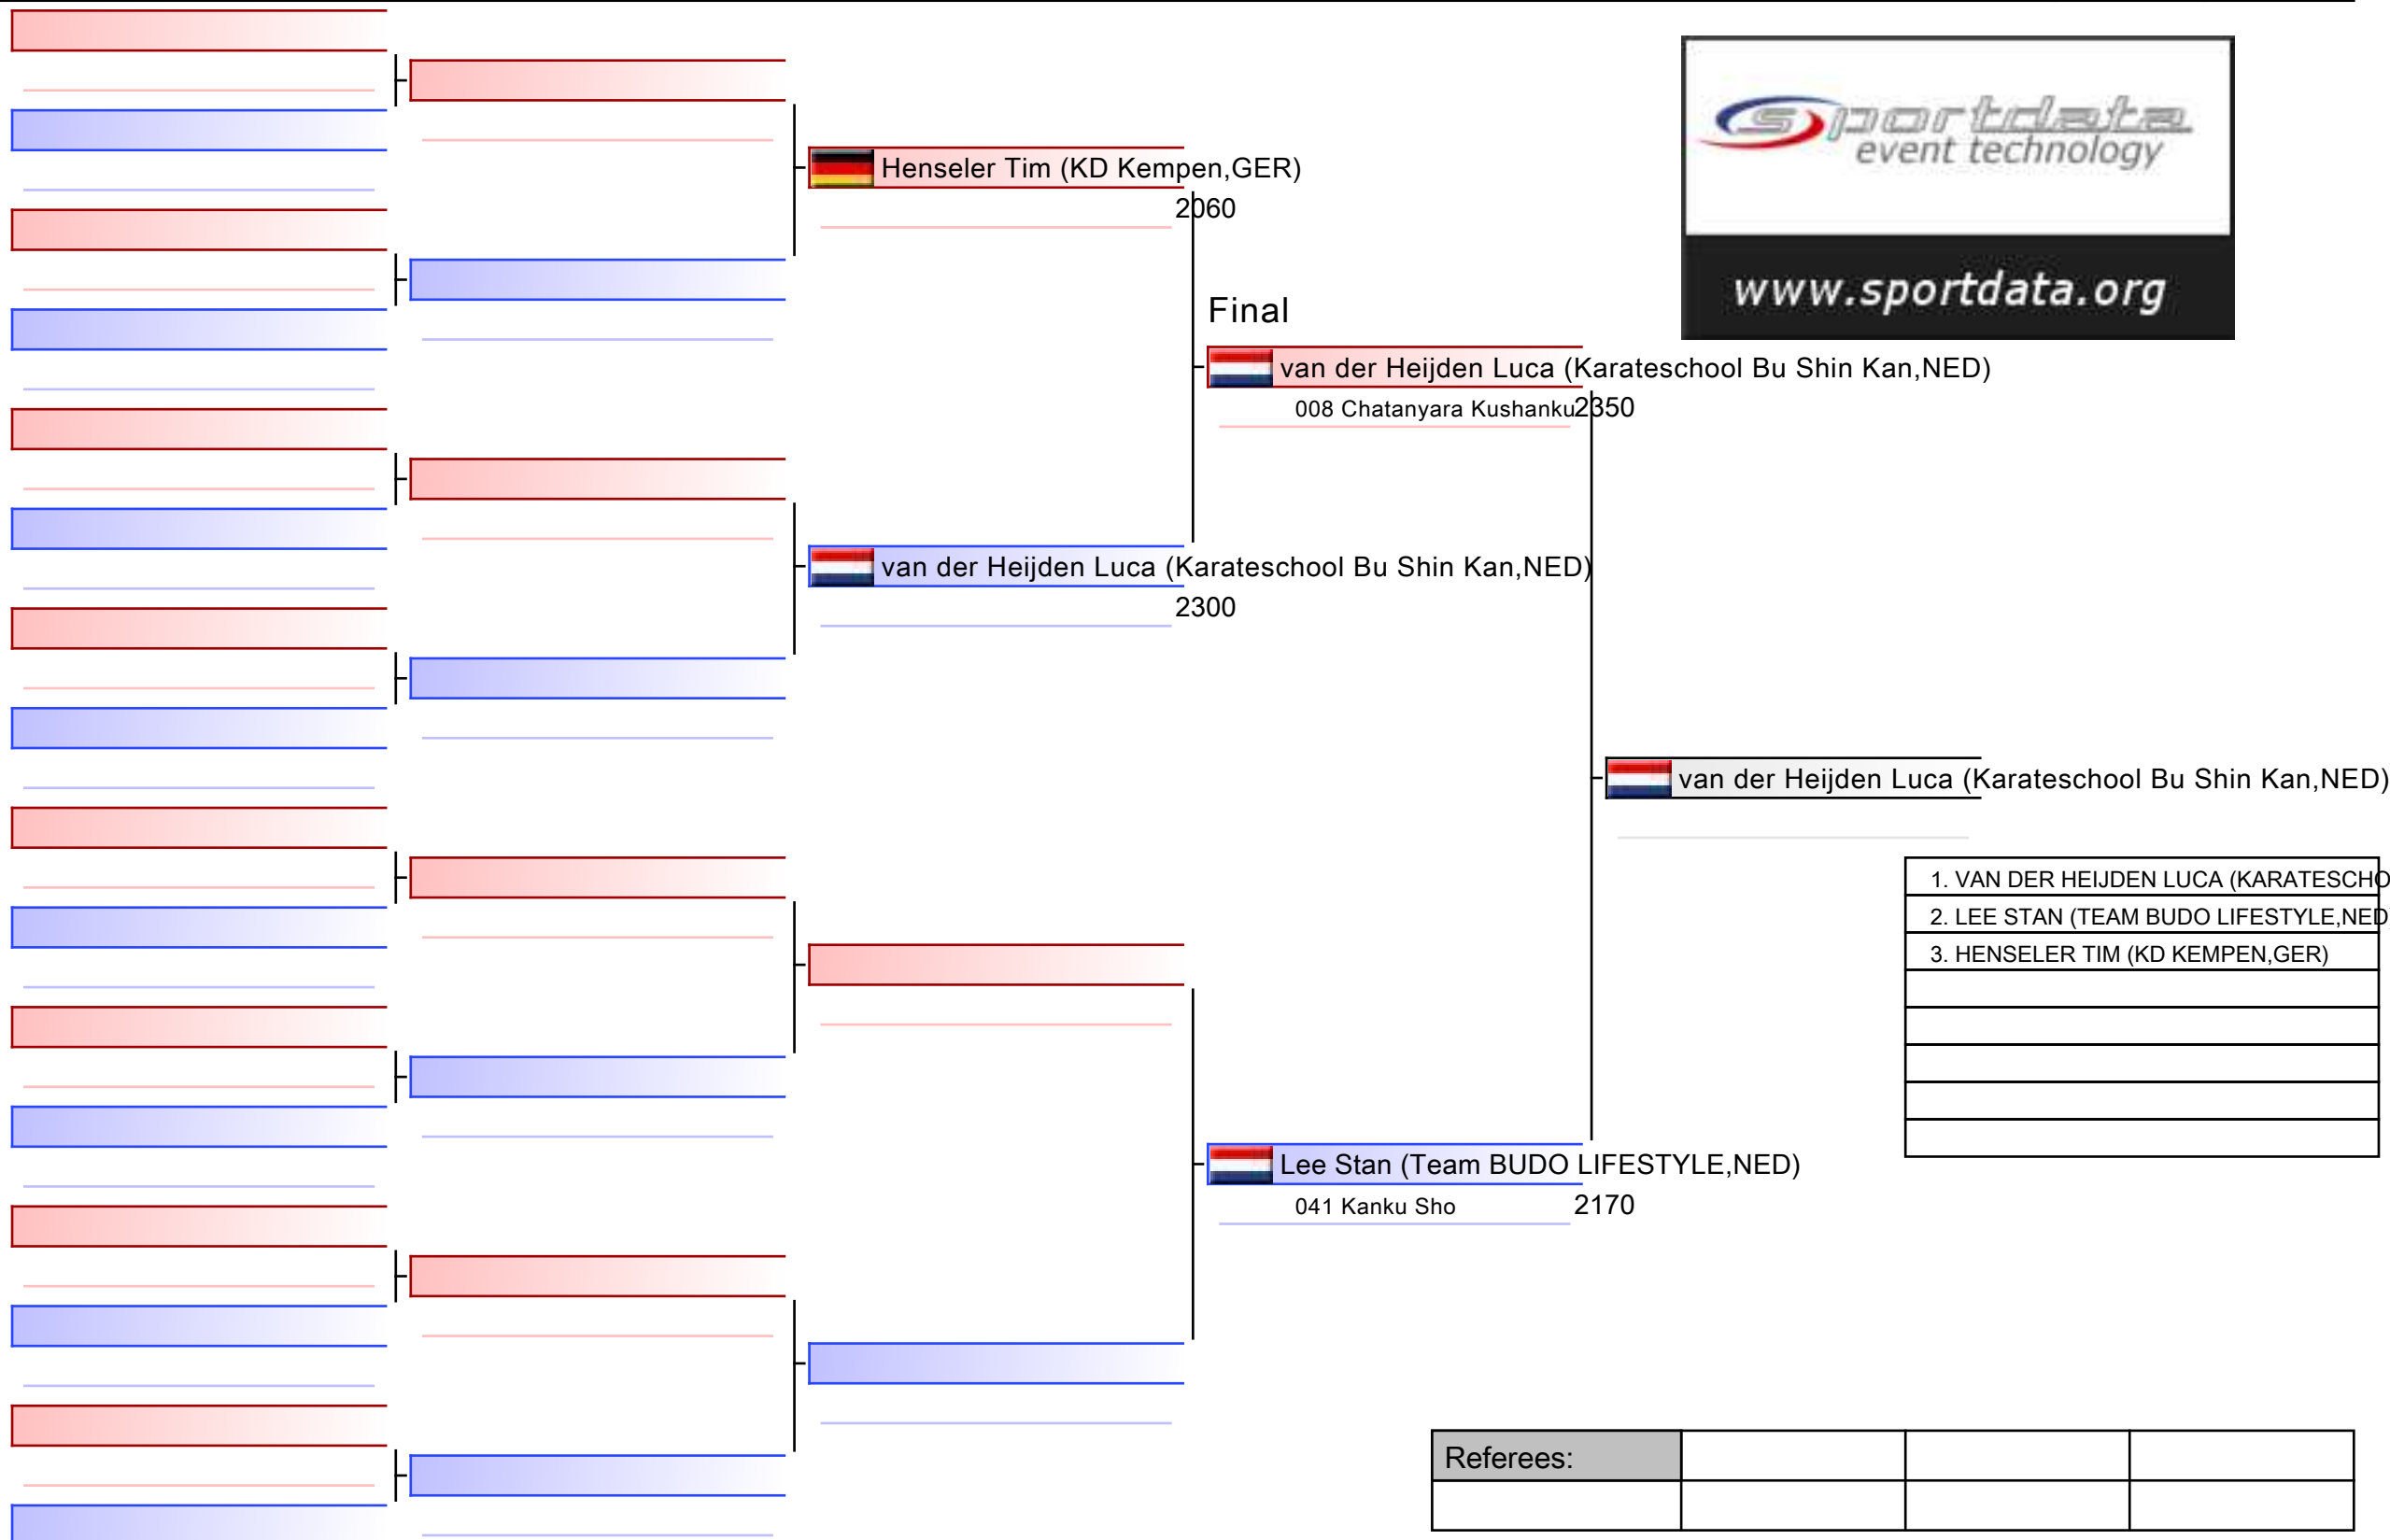 sportdata
event technology
www.sportdata.org
Henseler Tim (KD Kempen,GER)
2060
Final
van der Heijden Luca (Karateschool Bu Shin Kan,NED)
008 Chatanyara Kushanku 2350
van der Heijden Luca (Karateschool Bu Shin Kan,NED)
2300
van der Heijden Luca (Karateschool Bu Shin Kan,NED)
1. VAN DER HEIJDEN LUCA (KARATESCHO
2. LEE STAN (TEAM BUDO LIFESTYLE,NED
3. HENSELER TIM (KD KEMPEN,GER)
Lee Stan (Team BUDO LIFESTYLE,NED)
041 Kanku Sho 2170
Referees: